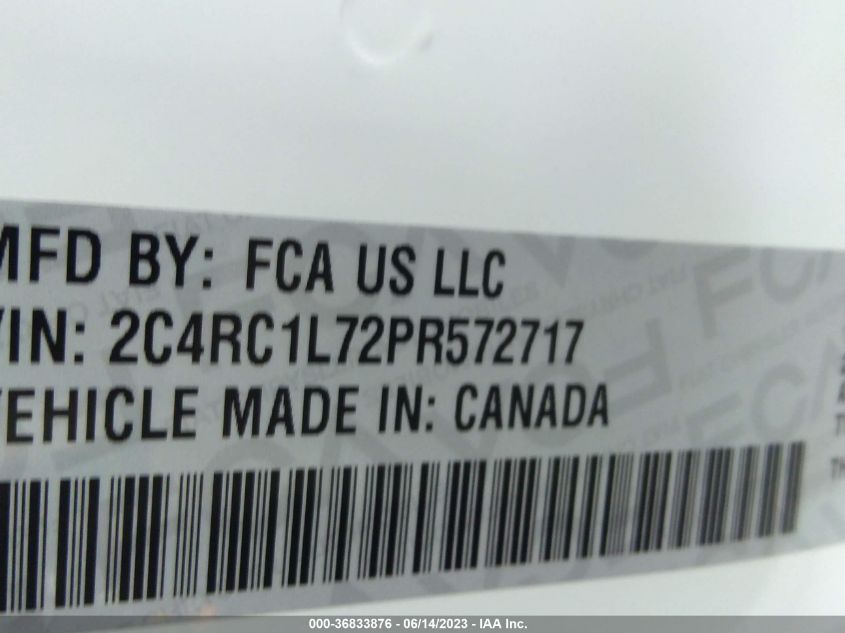 MFD BY: FCA US LLC
VIN: 2C4RC1L72PR572717
VEHICLE MADE IN: CANADA
000-36833876 - 06/14/2023 - IAA Inc.